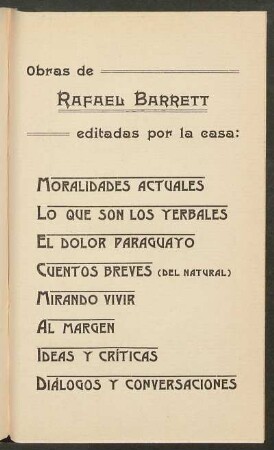 Obras de
RAFAEL BARRETT
editadas por la casa:
MORALIDADES ACTUALES
LO QUE SON LOS YERBALES
EL DOLOR PARAGUAYO
CUENTOS BREVES (DEL NATURAL)
MIRANDO VIVIR
AL MARGEN
IDEAS Y CRÍTICAS
DIÁLOGOS Y CONVERSACIONES